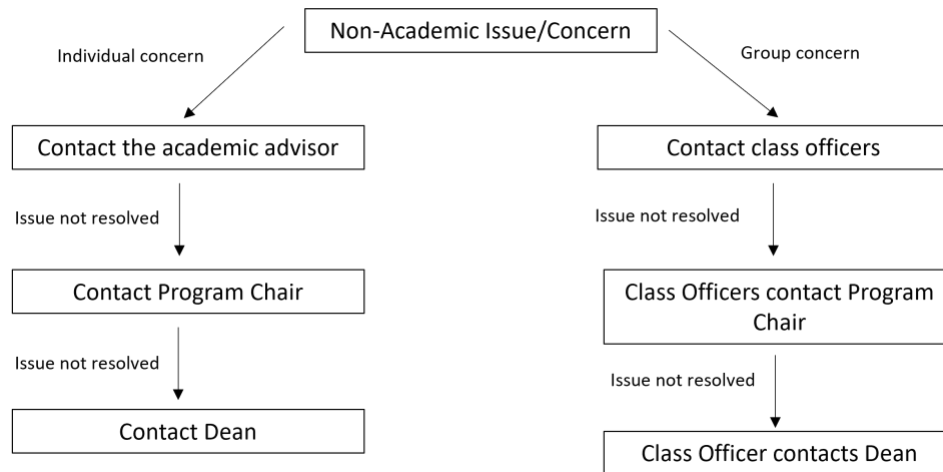 Non-Academic Issue/Concern
Individual concern
Group concern
Contact the academic advisor
Contact class officers
Issue not resolved
Issue not resolved
Contact Program Chair
Class Officers contact Program
Chair
Issue not resolved
Issue not resolved
Contact Dean
Class Officer contacts Dean